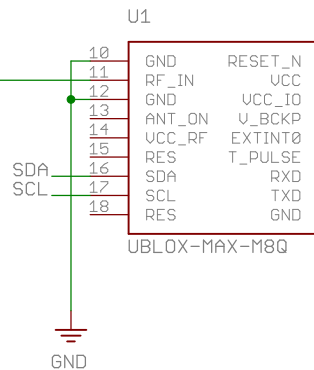 U1
10 GND RESET_N
11 RF_IN VCC
12 GND VCC_IO
13 ANT_ON V_BCKP
14 VCC_RF EXTINT0
15 RES T_PULSE
SDA 16 SDA RXD
SCL 17 SCL TXD
18 RES GND
UBLOX-MAX-M8Q
GND